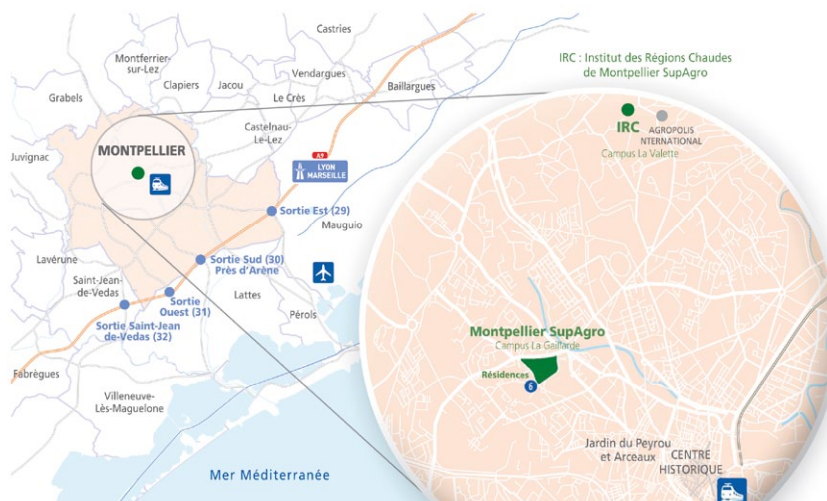 Castries
Montferrier-
sur-Lez
Vendargues
Clapiers
Jacou
Baillargues
Grabels
Le Crès
Castelnau-
Le-Lez
MONTPELLIER
Juvignac
A9
LYON
MARSEILLE
Sortie Est (29)
Mauguio
Lavérune
Sortie Sud (30)
Près d'Arène
Saint-Jean-
de-Vedas
Sortie
Ouest (31)
Lattes
Pérols
Sortie Saint-Jean
de-Vedas (32)
Fabrègues
Villeneuve-
Lès-Maguelone
Mer Méditerranée
IRC : Institut des Régions Chaudes
de Montpellier SupAgro
IRC
AGROPOLIS
NTERNATIONAL
Campus La Valette
Montpellier SupAgro
Campus La Gaillarde
Résidences
6
Jardin du Peyrou
et Arceaux
CENTRE
HISTORIQUE